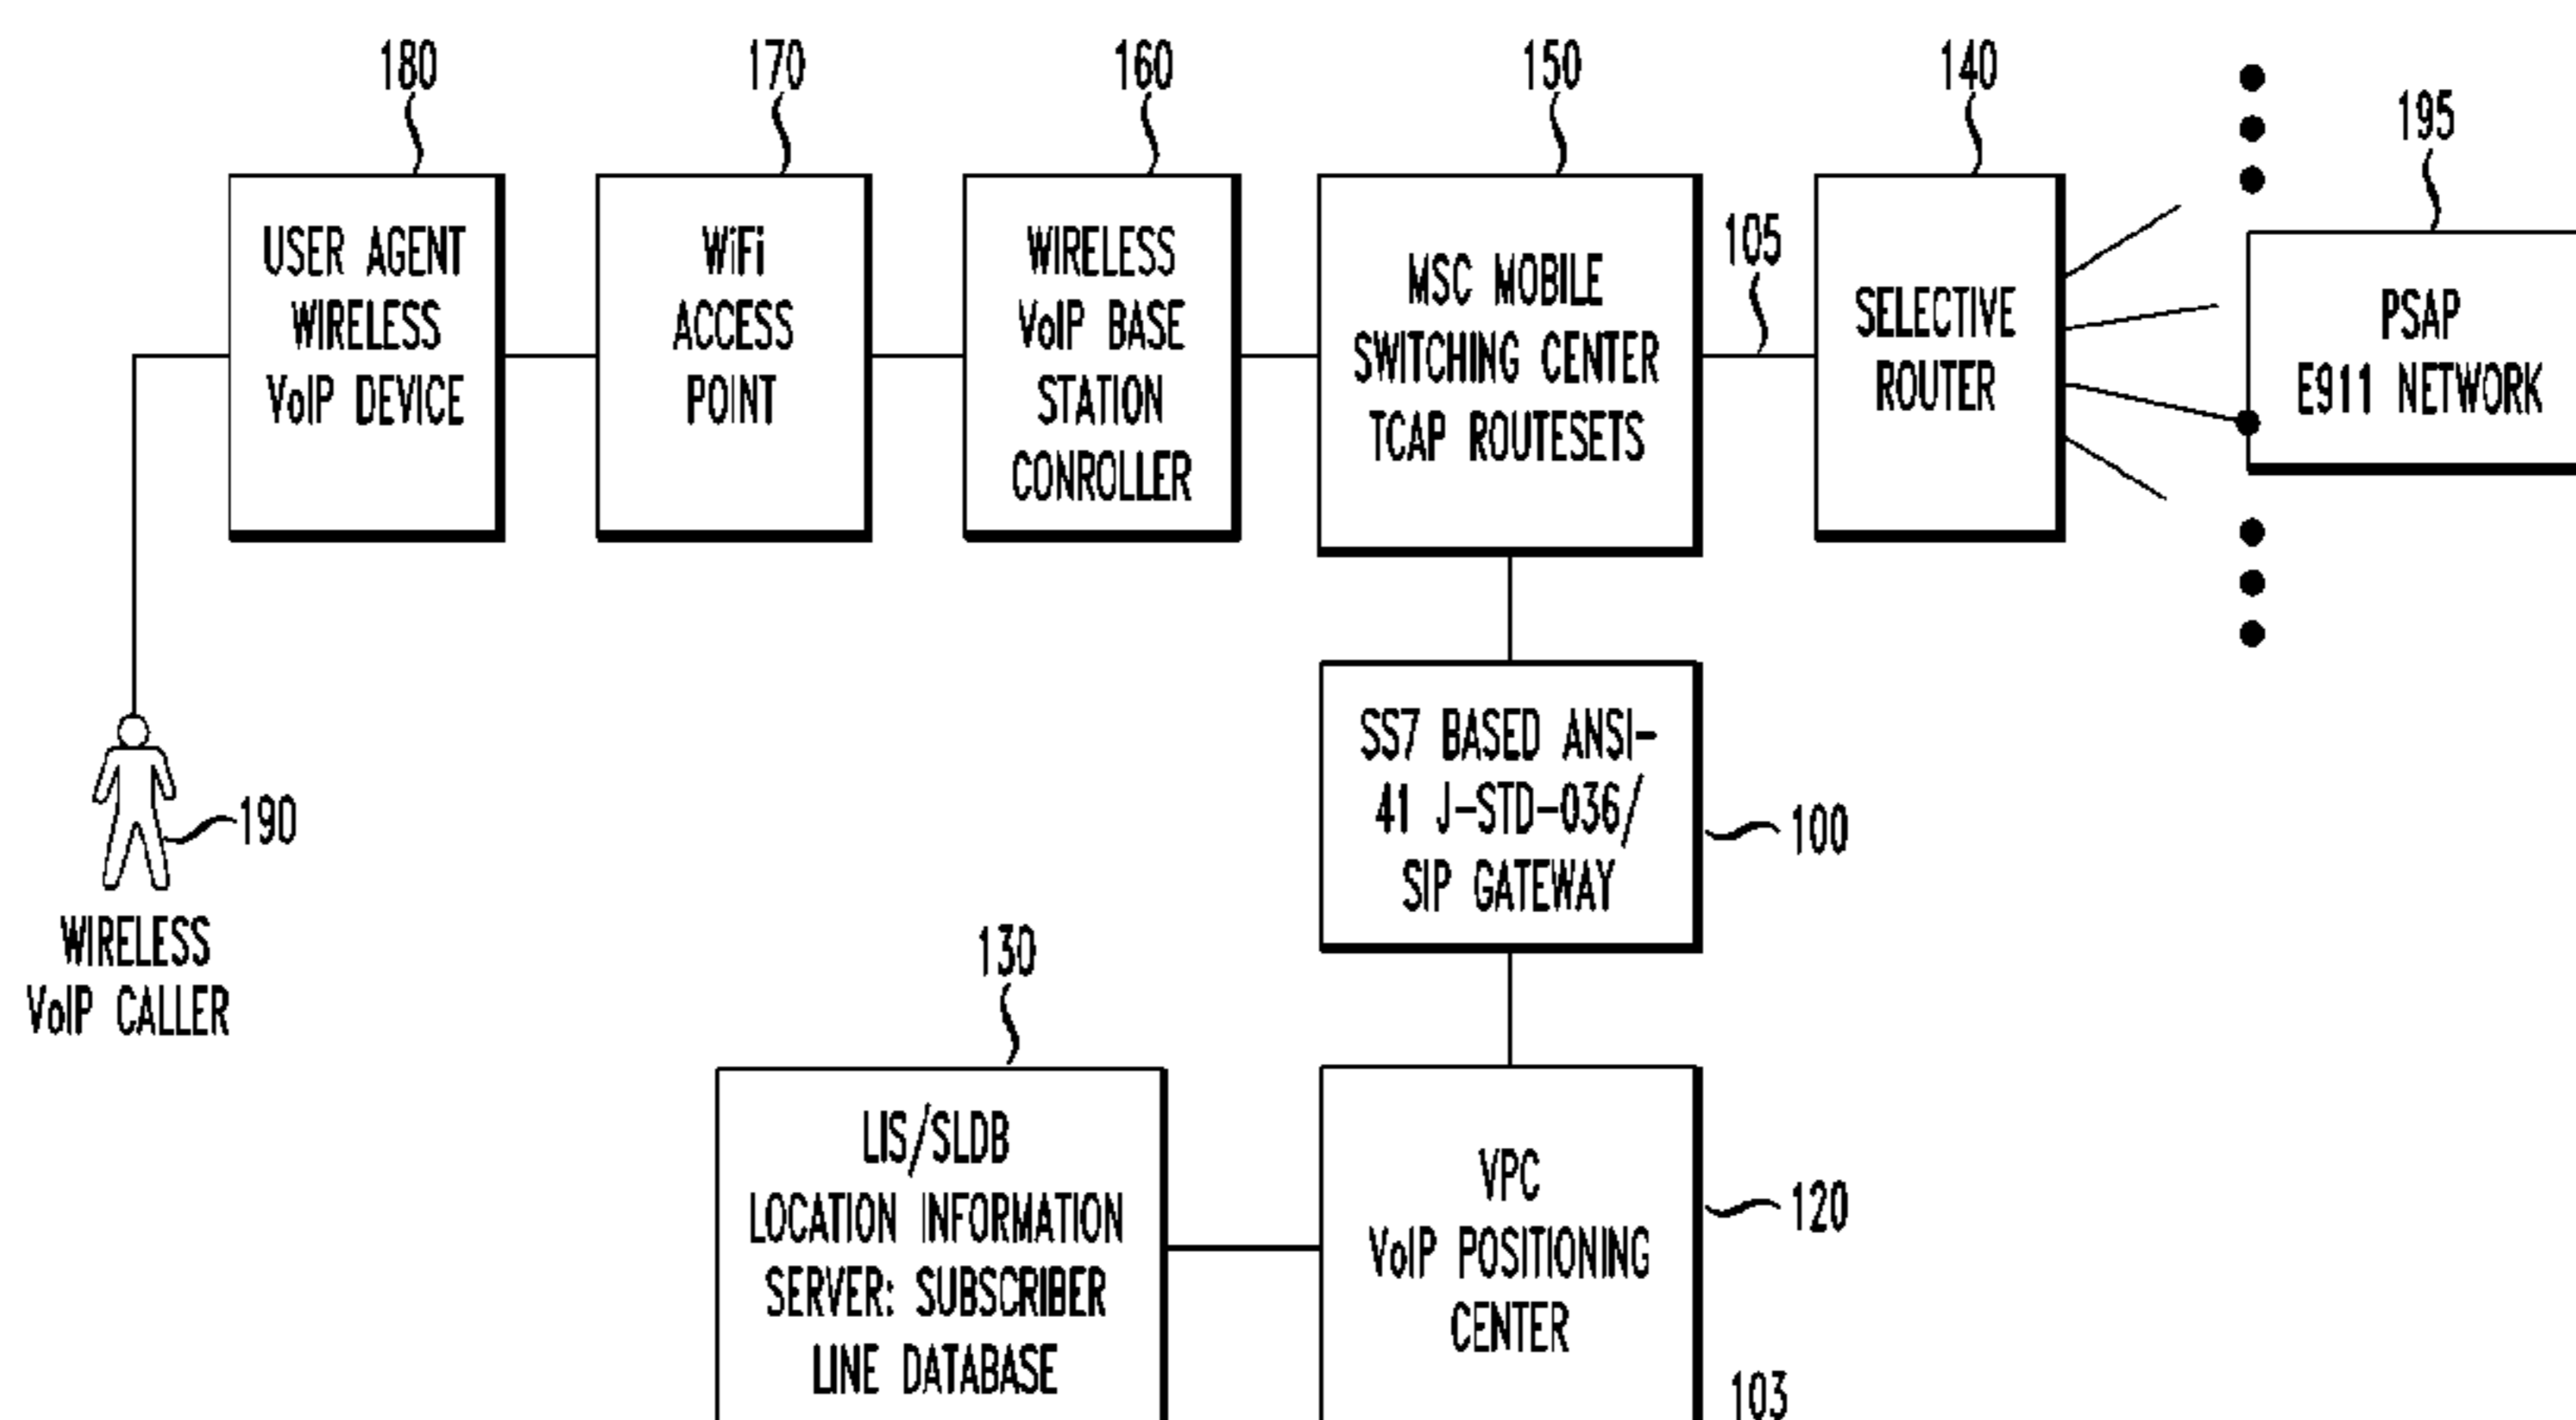 180
170
160
150
140
195
105
USER AGENT
WIRELESS
VoIP DEVICE
WiFi
ACCESS
POINT
WIRELESS
VoIP BASE
STATION
CONROLLER
MSC MOBILE
SWITCHING CENTER
TCAP ROUTESETS
SELECTIVE
ROUTER
PSAP
E911 NETWORK
SS7 BASED ANSI-
41 J-STD-036/
SIP GATEWAY
100
190
WIRELESS
VoIP CALLER
130
LIS/SLDB
LOCATION INFORMATION
SERVER: SUBSCRIBER
LINE DATABASE
VPC
VoIP POSITIONING
CENTER
120
103